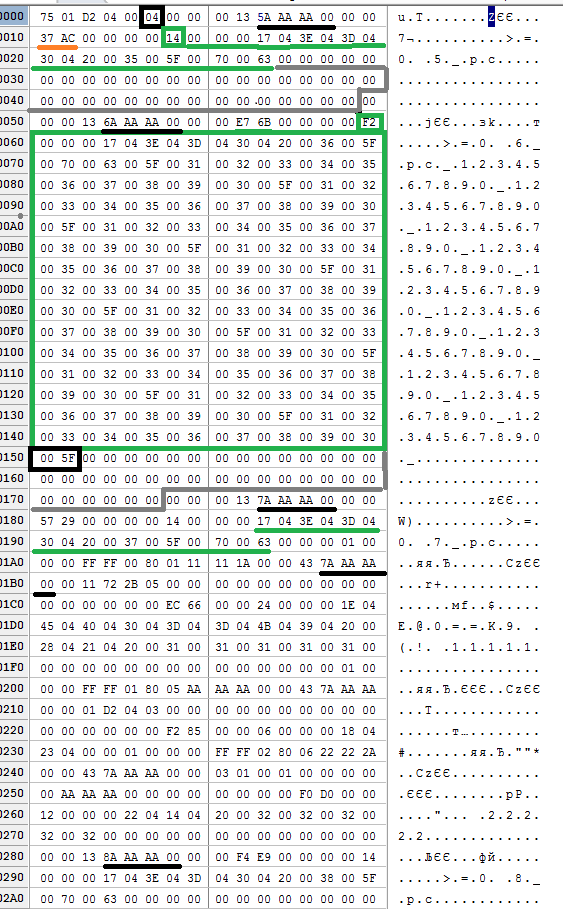 0000 75 01 D2 04 00 04 00 00 00 13 5A AA AA 00 00 00 u.T.......ZЄЄ...
0010 37 AC 00 00 00 00 14 00 00 00 17 04 3E 04 3D 04 7¬..........>.=.
0020 30 04 20 00 35 00 5F 00 70 00 63 00 00 00 00 00 0. .5._.p.c.....
0030 00 00 00 00 00 00 00 00 00 00 00 00 00 00 00 00 ................
0040 00 00 00 00 00 00 00 00 00 00 00 00 00 00 00 00 ................
0050 00 00 13 6A AA AA 00 00 00 E7 6B 00 00 00 00 F2 ...jЄЄ...зk....т
0060 00 00 00 17 04 3E 04 3D 04 30 04 20 00 36 00 5F .....>.=.0. .6._
0070 00 70 00 63 00 5F 00 31 00 32 00 33 00 34 00 35 .p.c._.1.2.3.4.5
0080 00 36 00 37 00 38 00 39 00 30 00 5F 00 31 00 32 .6.7.8.9.0._.1.2
0090 00 33 00 34 00 35 00 36 00 37 00 38 00 39 00 30 .3.4.5.6.7.8.9.0
00A0 00 5F 00 31 00 32 00 33 00 34 00 35 00 36 00 37 ._.1.2.3.4.5.6.7
00B0 00 38 00 39 00 30 00 5F 00 31 00 32 00 33 00 34 .8.9.0._.1.2.3.4
00C0 00 35 00 36 00 37 00 38 00 39 00 30 00 5F 00 31 .5.6.7.8.9.0._.1
00D0 00 32 00 33 00 34 00 35 00 36 00 37 00 38 00 39 .2.3.4.5.6.7.8.9
00E0 00 30 00 5F 00 31 00 32 00 33 00 34 00 35 00 36 .0._.1.2.3.4.5.6
00F0 00 37 00 38 00 39 00 30 00 5F 00 31 00 32 00 33 .7.8.9.0._.1.2.3
0100 00 34 00 35 00 36 00 37 00 38 00 39 00 30 00 5F .4.5.6.7.8.9.0._
0110 00 31 00 32 00 33 00 34 00 35 00 36 00 37 00 38 .1.2.3.4.5.6.7.8
0120 00 39 00 30 00 5F 00 31 00 32 00 33 00 34 00 35 .9.0._.1.2.3.4.5
0130 00 36 00 37 00 38 00 39 00 30 00 5F 00 31 00 32 .6.7.8.9.0._.1.2
0140 00 33 00 34 00 35 00 36 00 37 00 38 00 39 00 30 .3.4.5.6.7.8.9.0
0150 00 5F 00 00 00 00 00 00 00 00 00 00 00 00 00 00 ._..............
0160 00 00 00 00 00 00 00 00 00 00 00 00 00 00 00 00 ................
0170 00 00 00 00 00 00 00 00 00 13 7A AA AA 00 00 00 ..........zЄЄ...
0180 57 29 00 00 00 00 14 00 00 00 17 04 3E 04 3D 04 W)..........>.=.
0190 30 04 20 00 37 00 5F 00 70 00 63 00 00 00 01 00 0. .7._.p.c.....
01A0 00 00 FF FF 00 80 01 11 11 1A 00 00 43 7A AA AA ..яя.Ђ......CzЄЄ
01B0 00 00 11 72 2B 05 00 00 00 00 00 00 00 00 00 00 ...r+...........
01C0 00 00 00 00 00 00 EC 66 00 00 24 00 00 00 1E 04 ......мf..$.....
01D0 45 04 40 04 30 04 3D 04 3D 04 4B 04 39 04 20 00 E.@.0.=.=.K.9. .
01E0 28 04 21 04 20 00 31 00 31 00 31 00 31 00 31 00 (.!. .1.1.1.1.1.
01F0 00 00 00 00 00 00 00 00 00 00 00 00 00 00 01 00 ................
0200 00 00 FF FF 01 80 05 AA AA AA 00 00 43 7A AA AA ..яя.Ђ.ЄЄЄ..CzЄЄ
0210 00 00 01 D2 04 03 00 00 00 00 00 00 00 00 00 00 ...Т............
0220 00 00 00 00 00 00 F2 85 00 00 06 00 00 00 18 04 ......т…........
0230 23 04 00 00 01 00 00 00 FF FF 02 80 06 22 22 2A #.......яя.Ђ.""*
0240 00 00 43 7A AA AA 00 00 03 01 00 01 00 00 00 00 ..CzЄЄ..........
0250 00 AA AA AA 00 00 00 00 00 00 00 00 F0 D0 00 00 .ЄЄЄ........рР..
0260 12 00 00 00 22 04 14 04 20 00 32 00 32 00 32 00 ...."... .2.2.2.
0270 32 00 32 00 00 00 00 00 00 00 00 00 00 00 00 00 2.2.............
0280 00 00 13 8A AA AA 00 00 00 F4 E9 00 00 00 00 14 ...ЉЄЄ...фй.....
0290 00 00 00 17 04 3E 04 3D 04 30 04 20 00 38 00 5F .....>.=.0. .8._
02A0 00 70 00 63 00 00 00 00 00 00 00 00 00 00 00 00 .p.c............